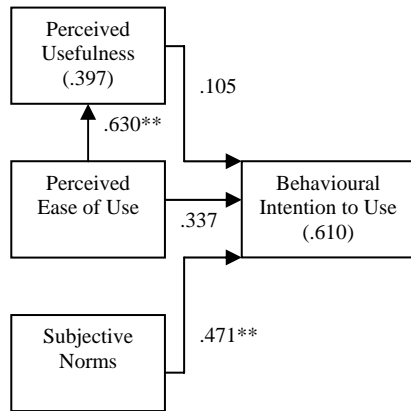 Perceived
Usefulness
(.397)
.105
.630**
Perceived
Ease of Use
.337
Behavioural
Intention to Use
(.610)
Subjective
Norms
.471**